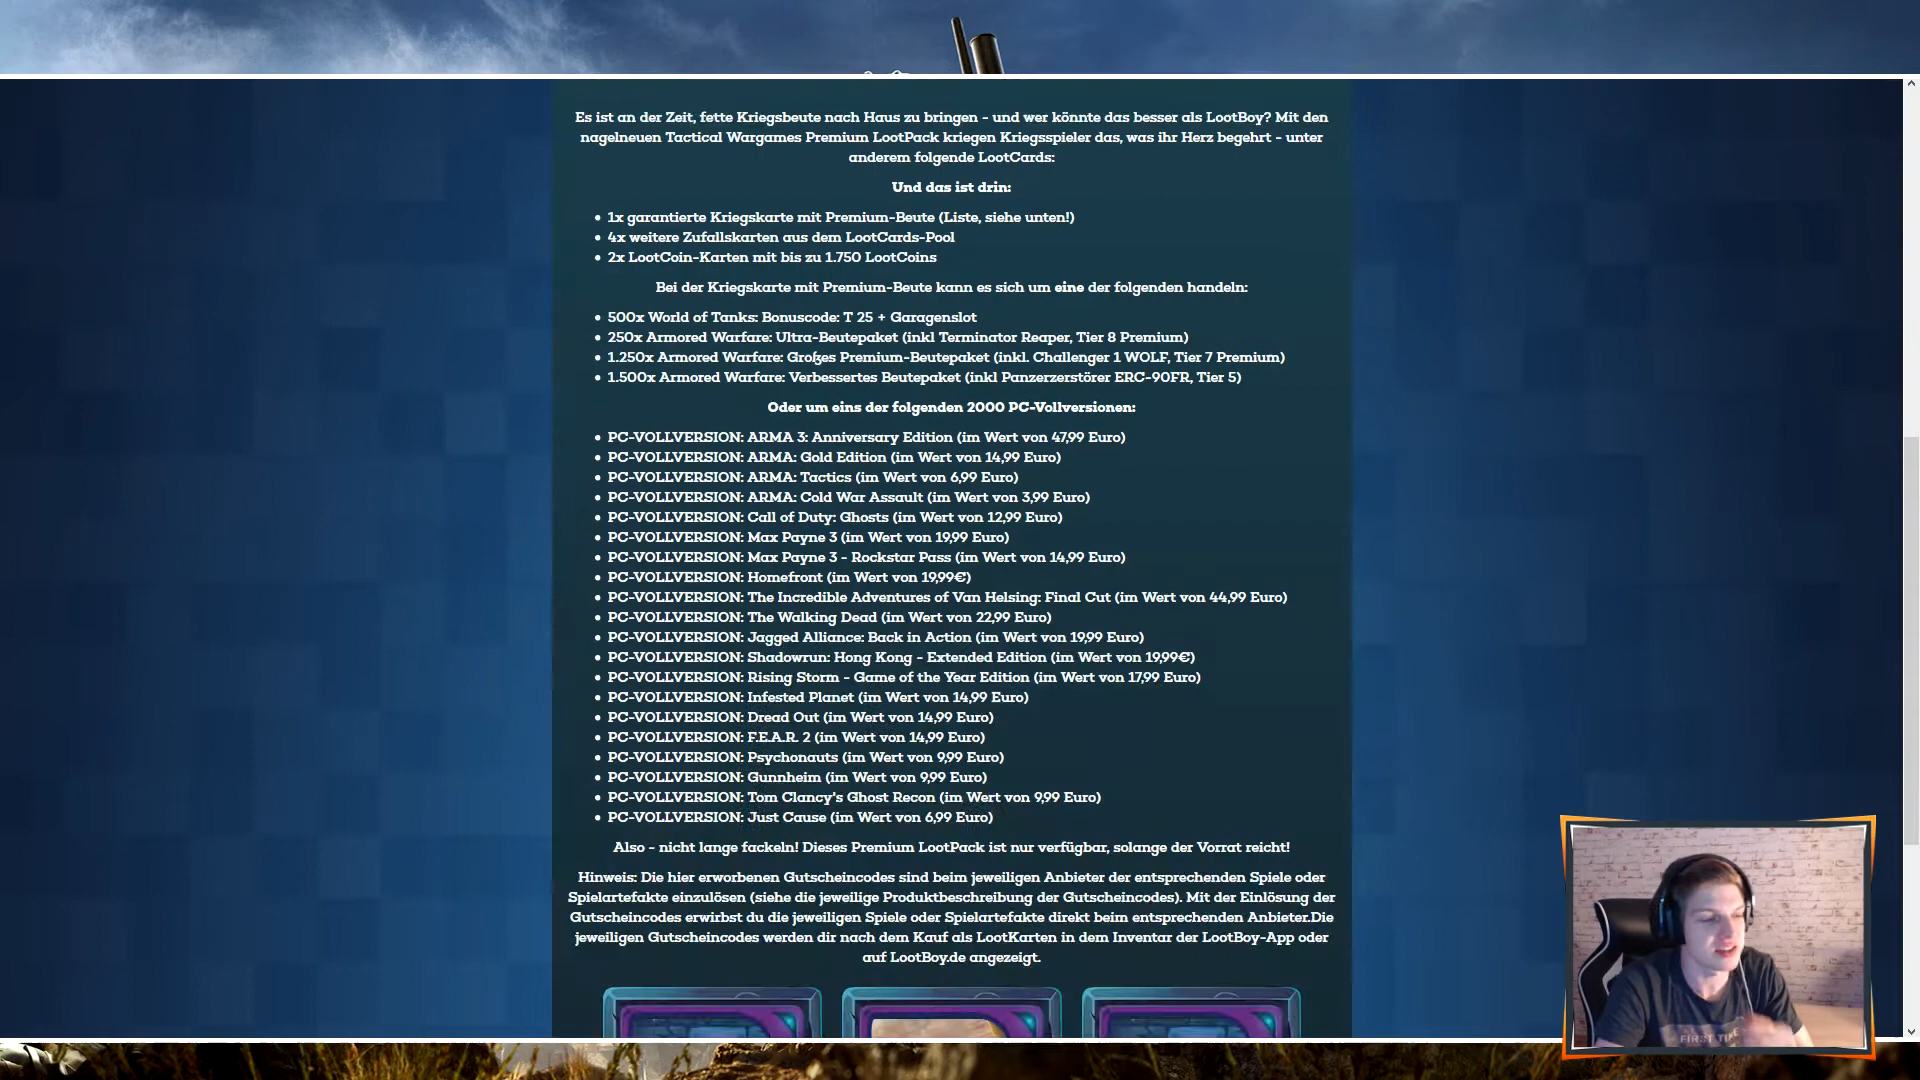 Es ist an der Zeit, fette Kriegsbeute nach Haus zu bringen - und wer könnte das besser als LootBoy? Mit den
nagelneuen Tactical Wargames Premium LootPack kriegen Kriegsspieler das, was ihr Herz begehrt - unter
anderem folgende LootCards:
Und das ist drin:
1x garantierte Kriegskarte mit Premium-Beute (Liste, siehe unten!)
4x weitere Zufallskarten aus dem LootCards-Pool
2x LootCoin-Karten mit bis zu 1.750 LootCoins
Bei der Kriegskarte mit Premium-Beute kann es sich um eine der folgenden handeln:
500x World of Tanks: Bonuscode: T 25 + Garagenslot
250x Armored Warfare: Ultra-Beutepaket (inkl Terminator Reaper, Tier 8 Premium)
1.250x Armored Warfare: Großes Premium-Beutepaket (inkl. Challenger 1 WOLF, Tier 7 Premium)
1.500x Armored Warfare: Verbessertes Beutepaket (inkl Panzerzerstörer ERC-90FR, Tier 5)
Oder um eins der folgenden 2000 PC-Vollversionen:
PC-VOLLVERSION: ARMA 3: Anniversary Edition (im Wert von 47,99 Euro)
PC-VOLLVERSION: ARMA: Gold Edition (im Wert von 14,99 Euro)
PC-VOLLVERSION: ARMA: Tactics (im Wert von 6,99 Euro)
PC-VOLLVERSION: ARMA: Cold War Assault (im Wert von 3,99 Euro)
PC-VOLLVERSION: Call of Duty: Ghosts (im Wert von 12,99 Euro)
PC-VOLLVERSION: Max Payne 3 (im Wert von 19,99 Euro)
PC-VOLLVERSION: Max Payne 3 - Rockstar Pass (im Wert von 14,99 Euro)
PC-VOLLVERSION: Homefront (im Wert von 19,99€)
PC-VOLLVERSION: The Incredible Adventures of Van Helsing: Final Cut (im Wert von 44,99 Euro)
PC-VOLLVERSION: The Walking Dead (im Wert von 22,99 Euro)
PC-VOLLVERSION: Jagged Alliance: Back in Action (im Wert von 19,99 Euro)
PC-VOLLVERSION: Shadowrun: Hong Kong - Extended Edition (im Wert von 19,99€)
PC-VOLLVERSION: Rising Storm - Game of the Year Edition (im Wert von 17,99 Euro)
PC-VOLLVERSION: Infested Planet (im Wert von 14,99 Euro)
PC-VOLLVERSION: Dread Out (im Wert von 14,99 Euro)
PC-VOLLVERSION: F.E.A.R. 2 (im Wert von 14,99 Euro)
PC-VOLLVERSION: Psychonauts (im Wert von 9,99 Euro)
PC-VOLLVERSION: Gunnheim (im Wert von 9,99 Euro)
PC-VOLLVERSION: Tom Clancy's Ghost Recon (im Wert von 9,99 Euro)
PC-VOLLVERSION: Just Cause (im Wert von 6,99 Euro)
Also - nicht lange fackeln! Dieses Premium LootPack ist nur verfügbar, solange der Vorrat reicht!
Hinweis: Die hier erworbenen Gutscheincodes sind beim jeweiligen Anbieter der entsprechenden Spiele oder
Spielartefakte einzulösen (siehe die jeweilige Produktbeschreibung der Gutscheincodes). Mit der Einlösung der
Gutscheincodes erwirbst du die jeweiligen Spiele oder Spielartefakte direkt beim entsprechenden Anbieter.Die
jeweiligen Gutscheincodes werden dir nach dem Kauf als LootKarten in dem Inventar der LootBoy-App oder
auf LootBoy.de angezeigt.
FIRST